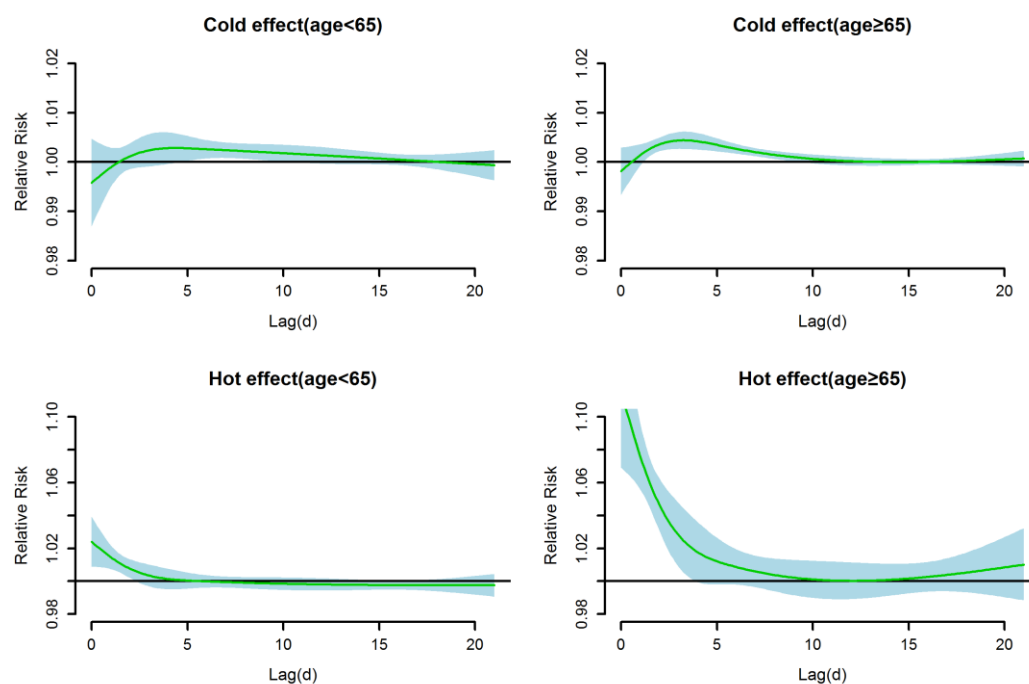 Cold effect(age<65)
Relative Risk
0.98 0.99 1.00 1.01 1.02
0 5 10 15 20
Lag(d)
Cold effect(age≥65)
Relative Risk
0.98 0.99 1.00 1.01 1.02
0 5 10 15 20
Lag(d)
Hot effect(age<65)
Relative Risk
0.98 1.02 1.06 1.10
0 5 10 15 20
Lag(d)
Hot effect(age≥65)
Relative Risk
0.98 1.02 1.06 1.10
0 5 10 15 20
Lag(d)